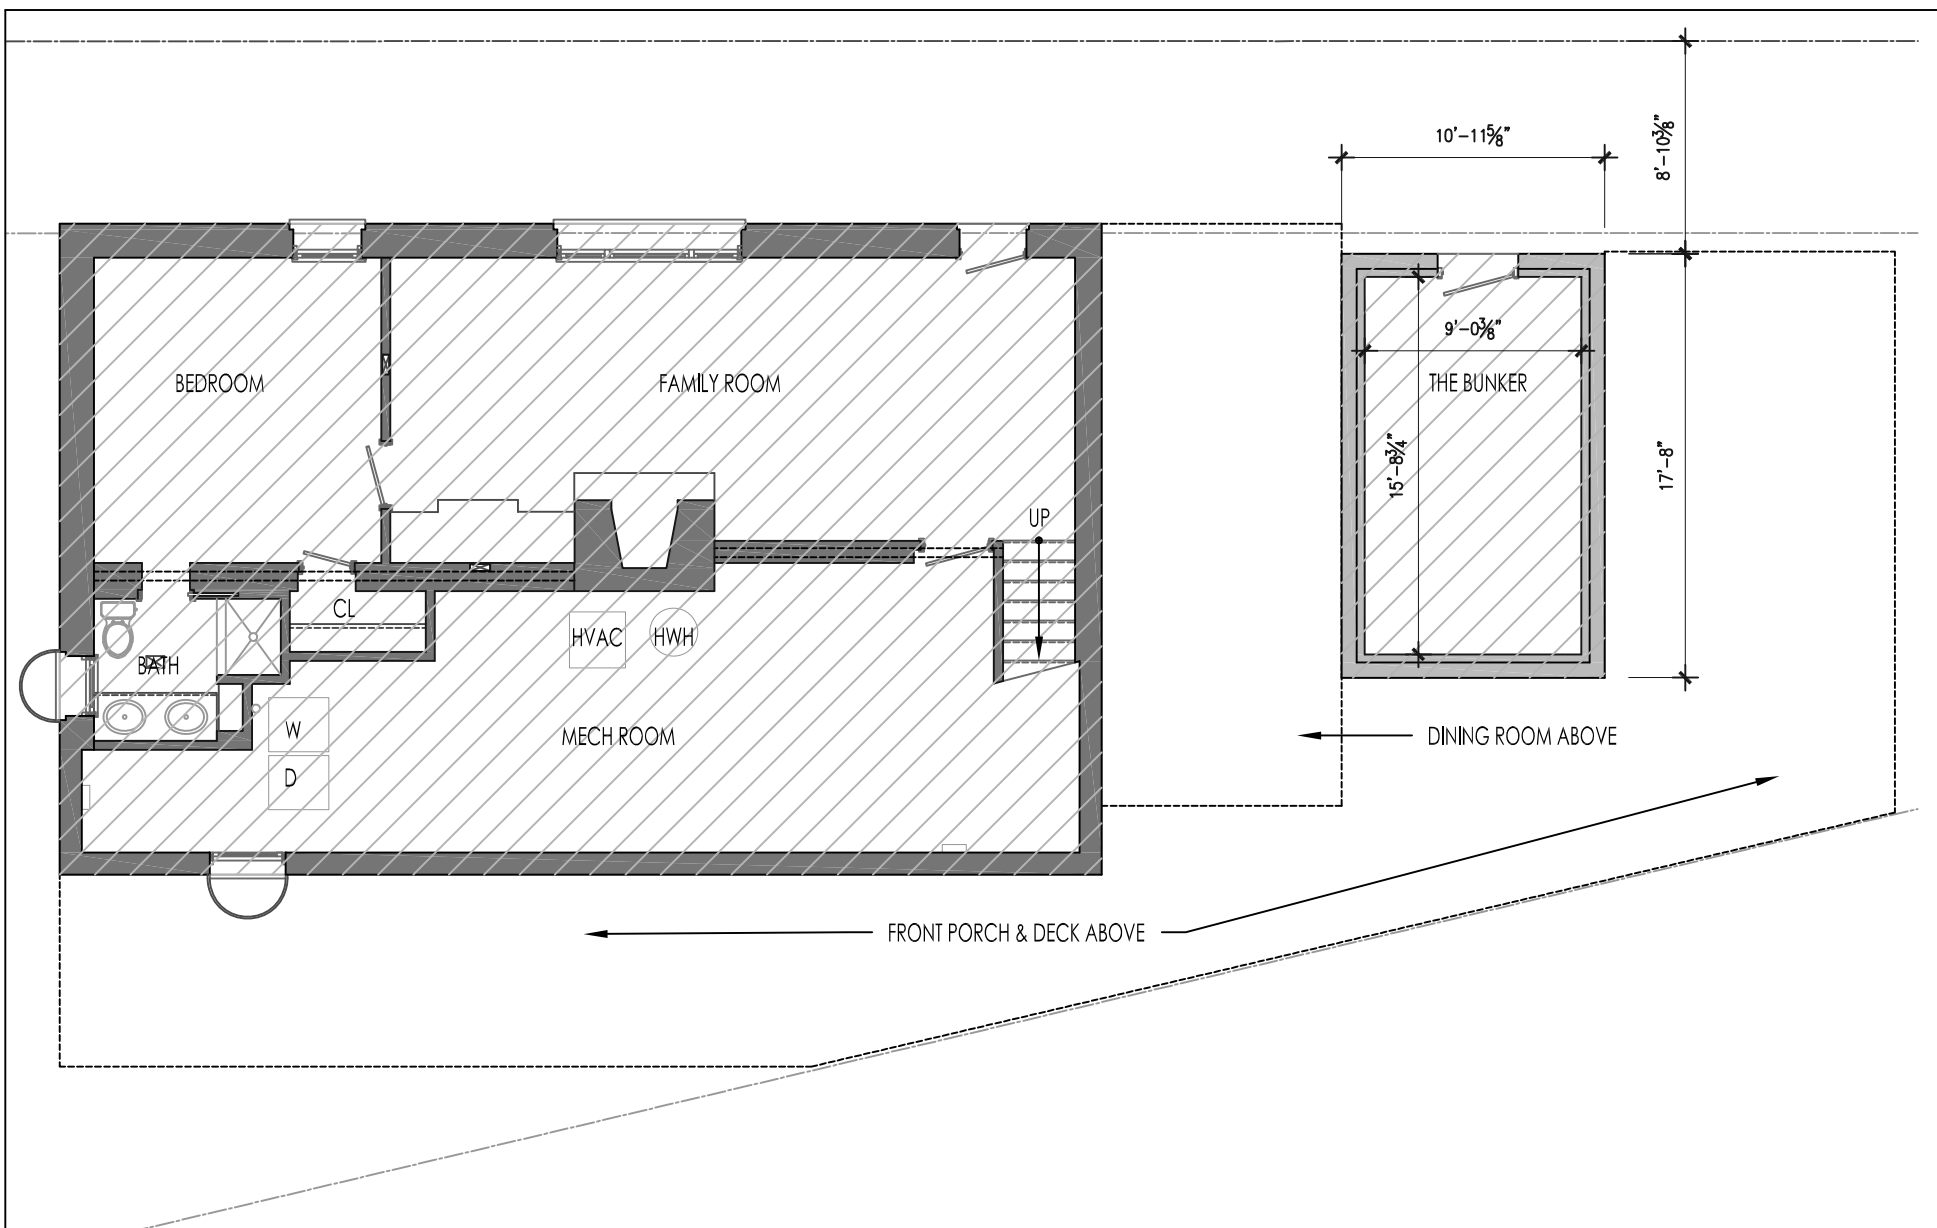 10'-11⅝"
8'-10⅜"
9'-0⅜"
BEDROOM
FAMILY ROOM
THE BUNKER
15'-8¾"
17'-8"
UP
CL
HVAC
HWH
BATH
W
MECH ROOM
DINING ROOM ABOVE
D
FRONT PORCH & DECK ABOVE